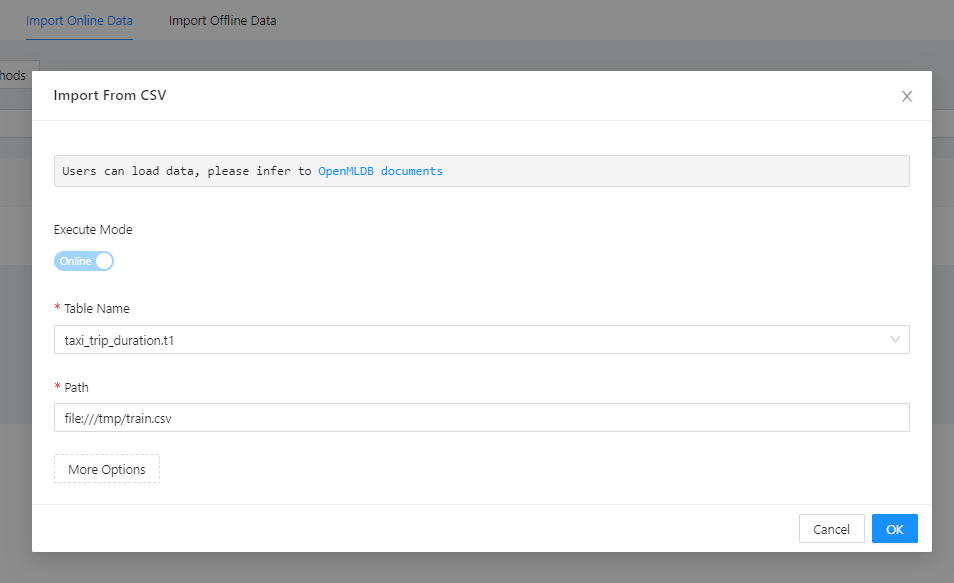 Import Online Data Import Offline Data
hods
Import From CSV
Users can load data, please infer to OpenMLDB documents
Execute Mode
Online
* Table Name
taxi_trip_duration.t1
* Path
file:///tmp/train.csv
More Options
Cancel OK